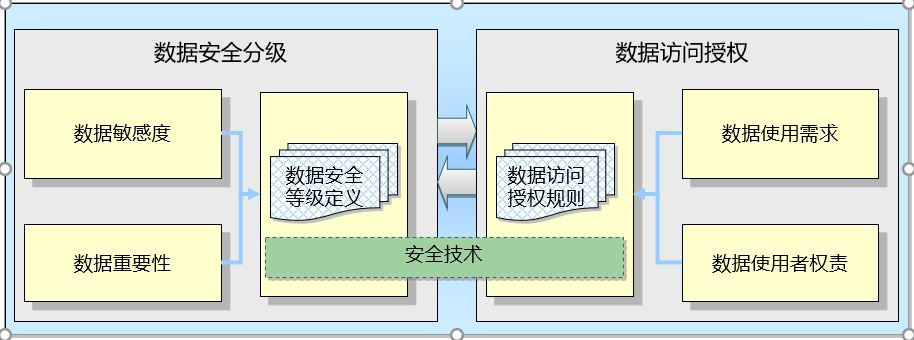 数据安全分级
数据访问授权
数据敏感度
数据重要性
数据安全
等级定义
数据访问
授权规则
数据使用需求
数据使用者权责
安全技术